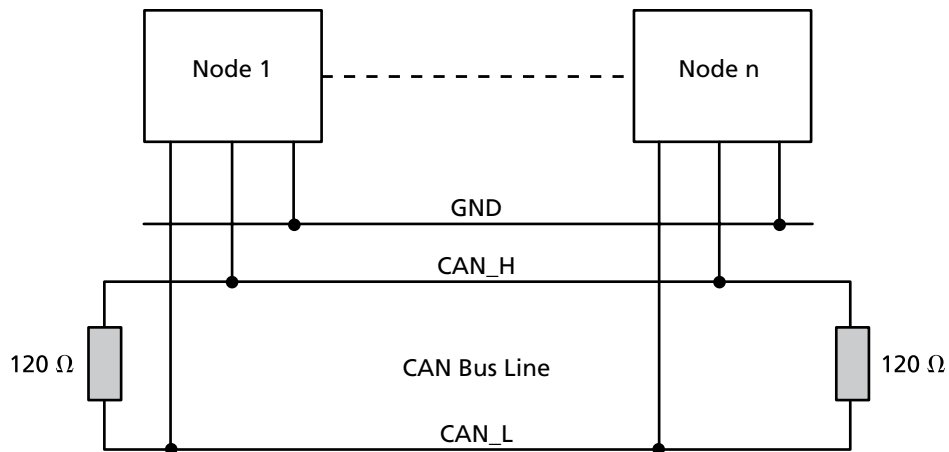 Node 1
Node n
GND
CAN_H
120 Ω
CAN Bus Line
120 Ω
CAN_L